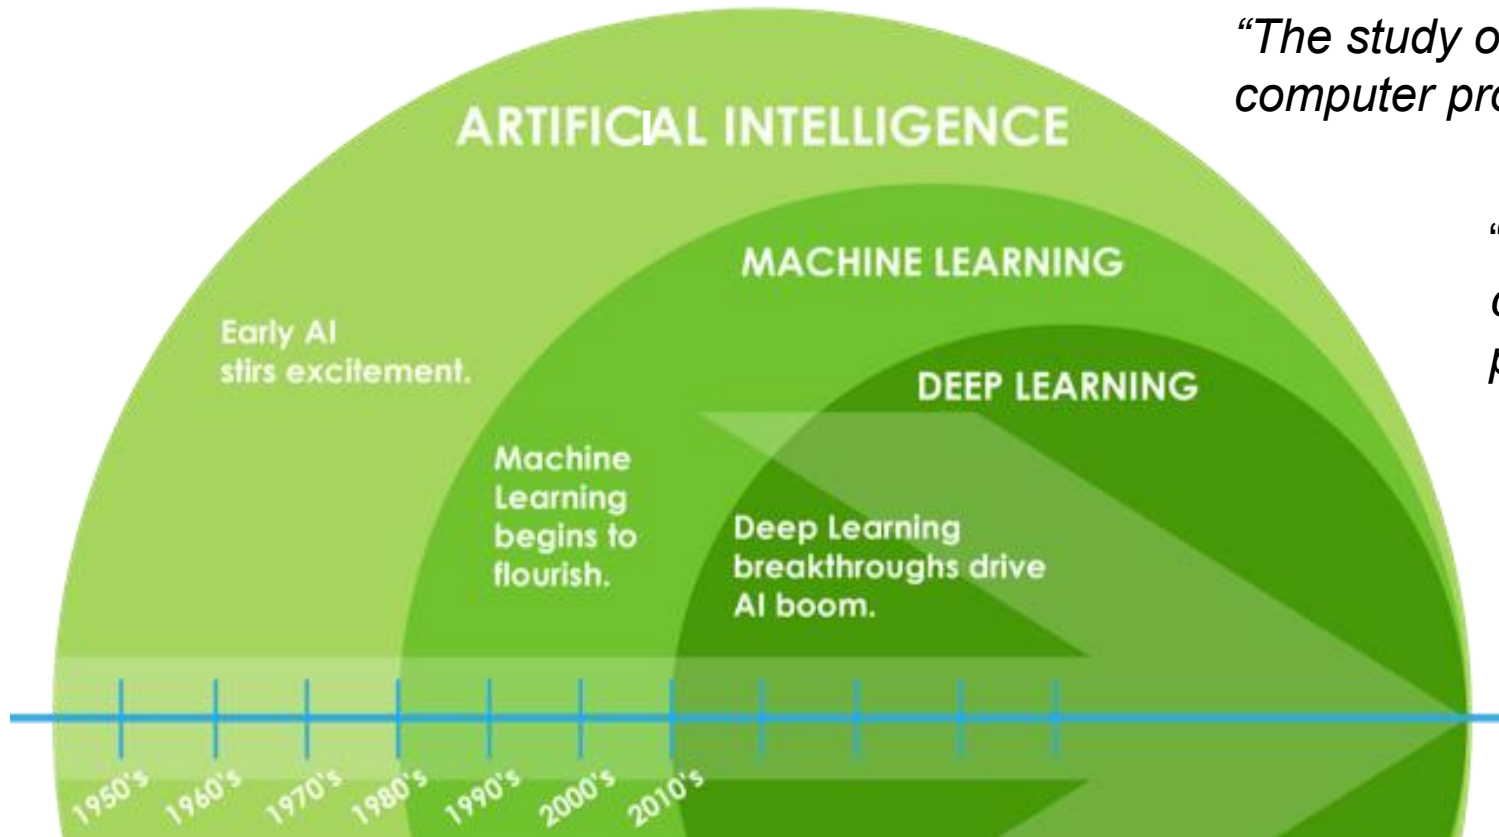 “The study o
computer pro
ARTIFICIAL INTELLIGENCE
“
MACHINE LEARNING
Early AI
stirs excitement.
DEEP LEARNING
Machine
Learning
begins to
flourish.
Deep Learning
breakthroughs drive
AI boom.
1950's 1960's 1970's 1980's 1990's 2000's 2010's